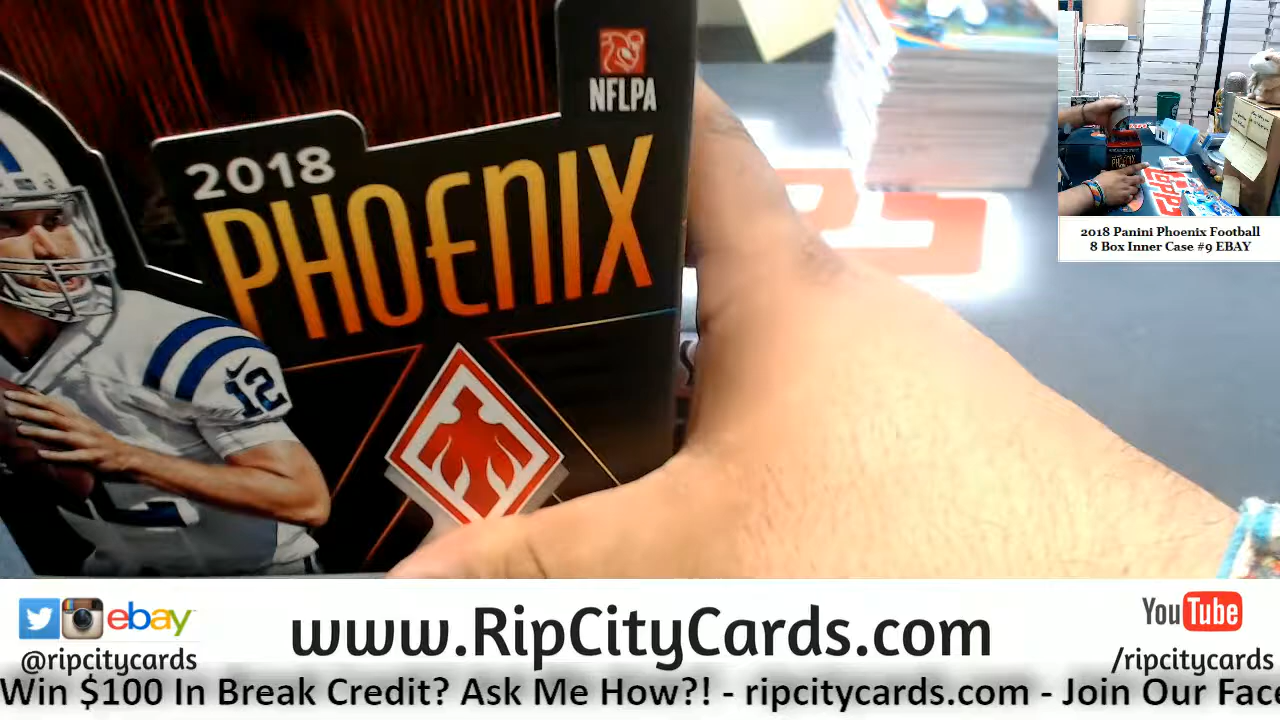 NFLPA
2018
PHOENIX
12
2018 Panini Phoenix Football
8 Box Inner Case #9 EBAY
ebay
www.RipCityCards.com
YouTube
@ripcitycards
/ripcitycards
Win $100 In Break Credit? Ask Me How?! - ripcitycards.com - Join Our Face